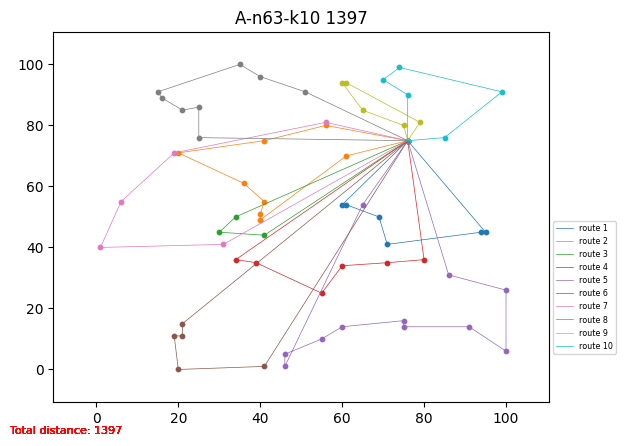 A-n63-k10 1397
100
80
60
40
20
0
0
20
40
60
80
100
route 1
route 2
route 3
route 4
route 5
route 6
route 7
route 8
route 9
route 10
Total distance: 1397